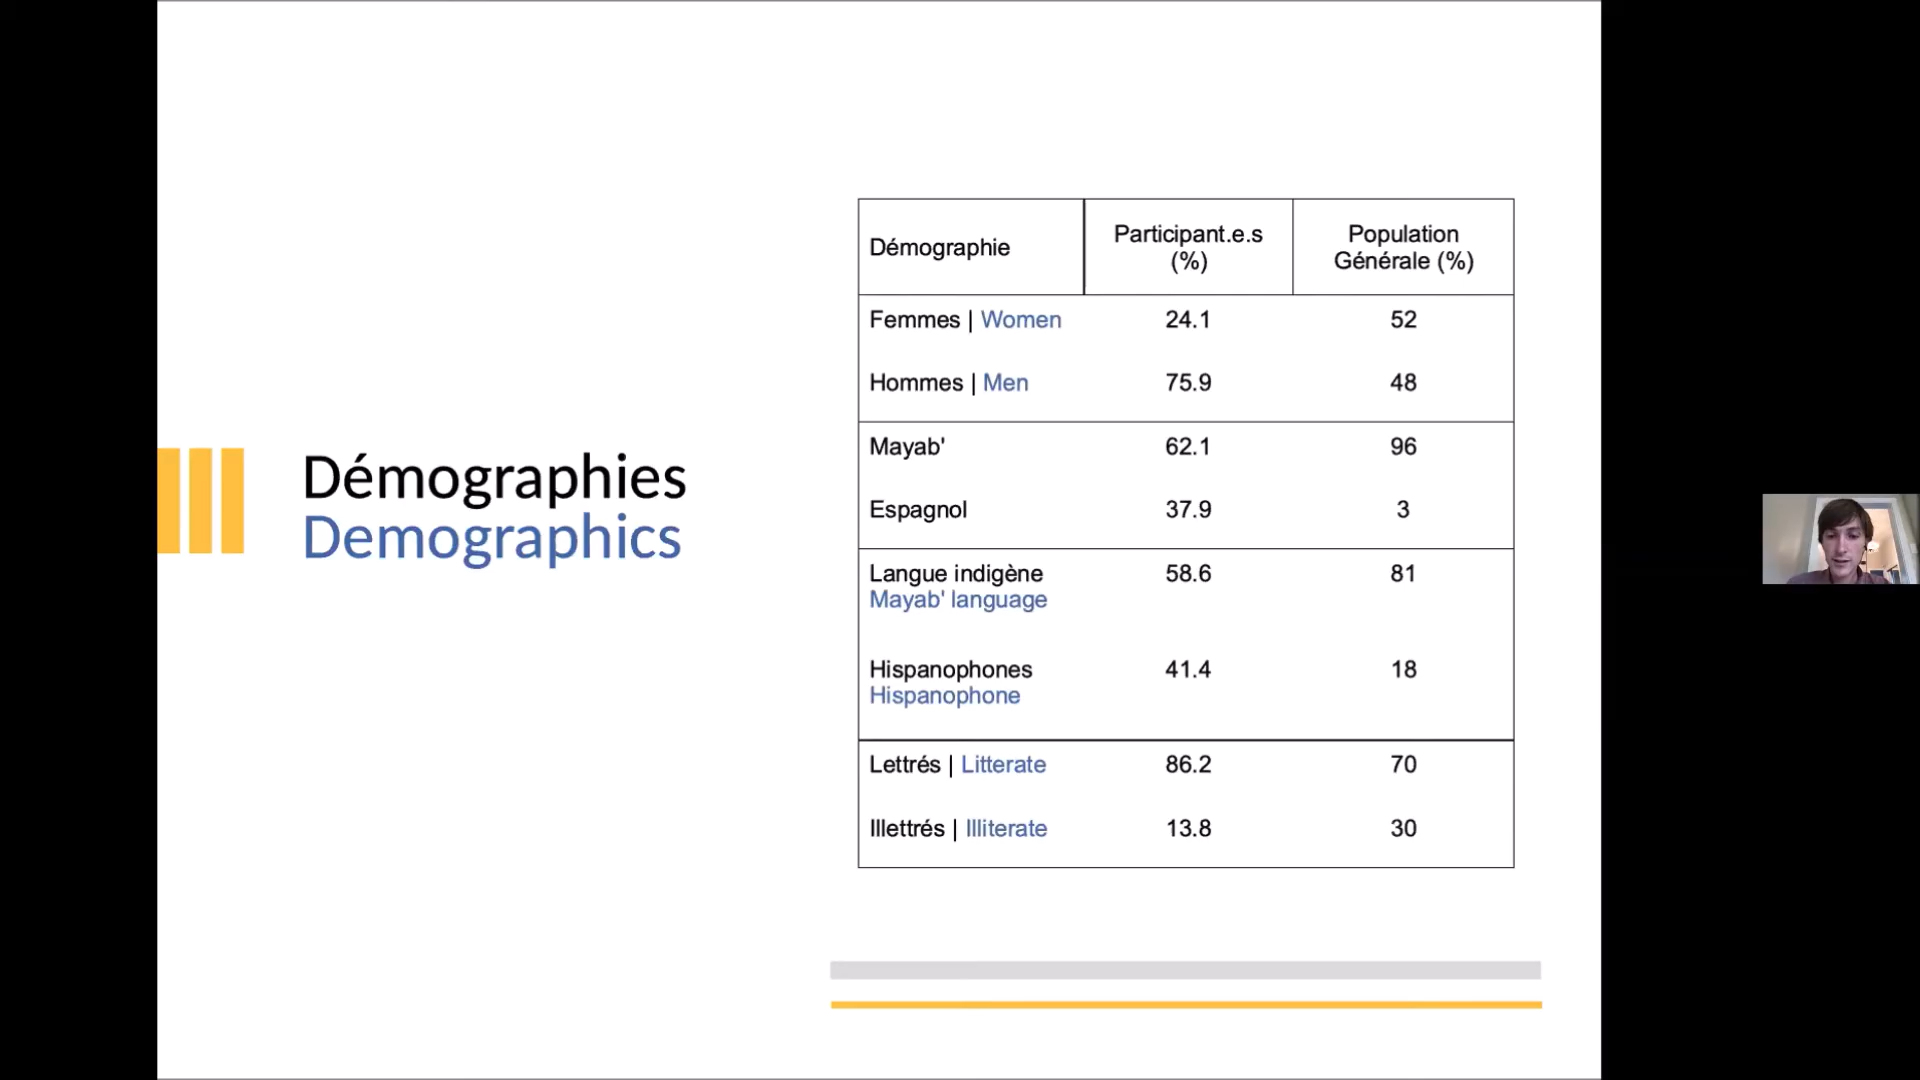 Démographies
Demographics
Démographie
Participant.e.s
(%)
Population
Générale (%)
Femmes | Women 24.1 52
Hommes | Men 75.9 48
Mayab' 62.1 96
Espagnol 37.9 3
Langue indigène 58.6 81
Mayab' language
Hispanophones 41.4 18
Hispanophone
Lettrés | Litterate 86.2 70
Illettrés | Illiterate 13.8 30